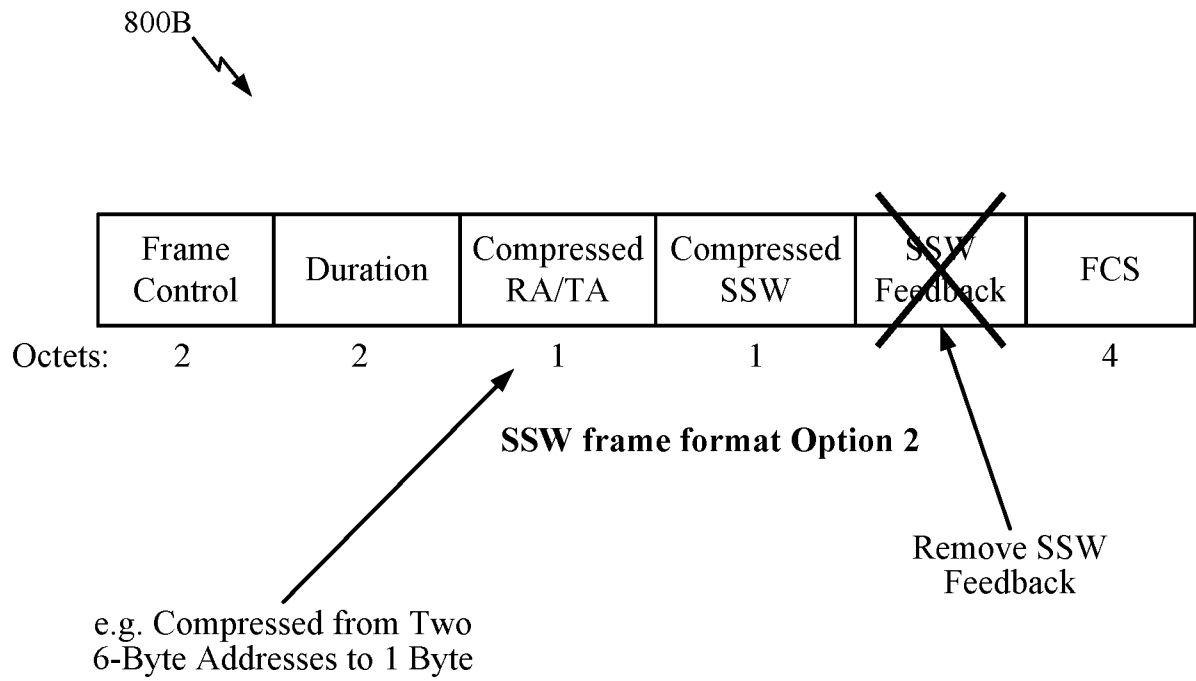 800B
Frame Control
Duration
Compressed RA/TA
Compressed SSW
SSW Feedback
FCS
Octets: 2 2 1 1 4
SSW frame format Option 2
Remove SSW
Feedback
e.g. Compressed from Two
6-Byte Addresses to 1 Byte